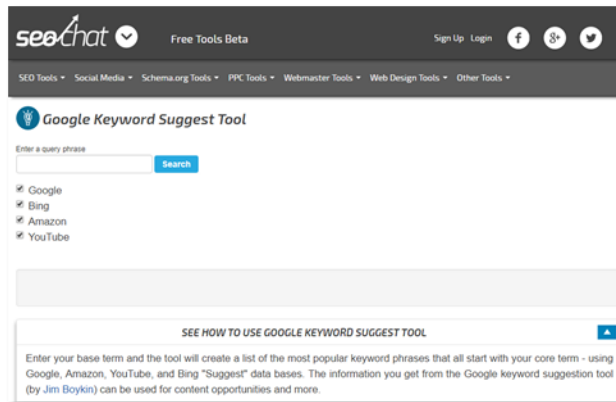 seochat Free Tools Beta Sign Up Login f 8+
SEO Tools Social Media Schema.org Tools PPC Tools Webmaster Tools Web Design Tools Other Tools
Google Keyword Suggest Tool
Enter a query phrase
Search
Google
Bing
Amazon
YouTube
SEE HOW TO USE GOOGLE KEYWORD SUGGEST TOOL
Enter your base term and the tool will create a list of the most popular keyword phrases that all start with your core term - using
Google, Amazon, YouTube, and Bing "Suggest" data bases. The information you get from the Google keyword suggestion tool
(by Jim Boykin) can be used for content opportunities and more.